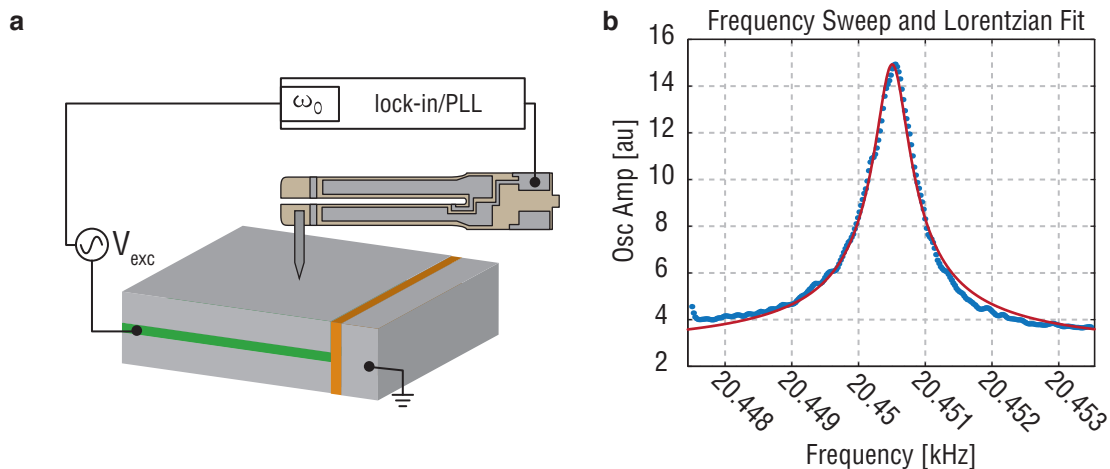 a
ω₀
lock-in/PLL
V_exc
b
Frequency Sweep and Lorentzian Fit
Osc Amp [au]
16
14
12
10
8
6
4
2
20.448
20.449
20.45
20.451
20.452
20.453
Frequency [kHz]